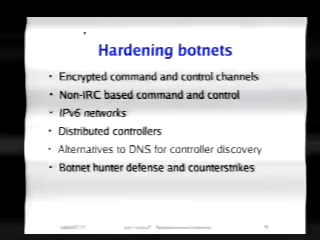 Hardening botnets
• Encrypted command and control channels
• Non-IRC based command and control
• IPv6 networks
• Distributed controllers
• Alternatives to DNS for controller discovery
• Botnet hunter defense and counterstrikes